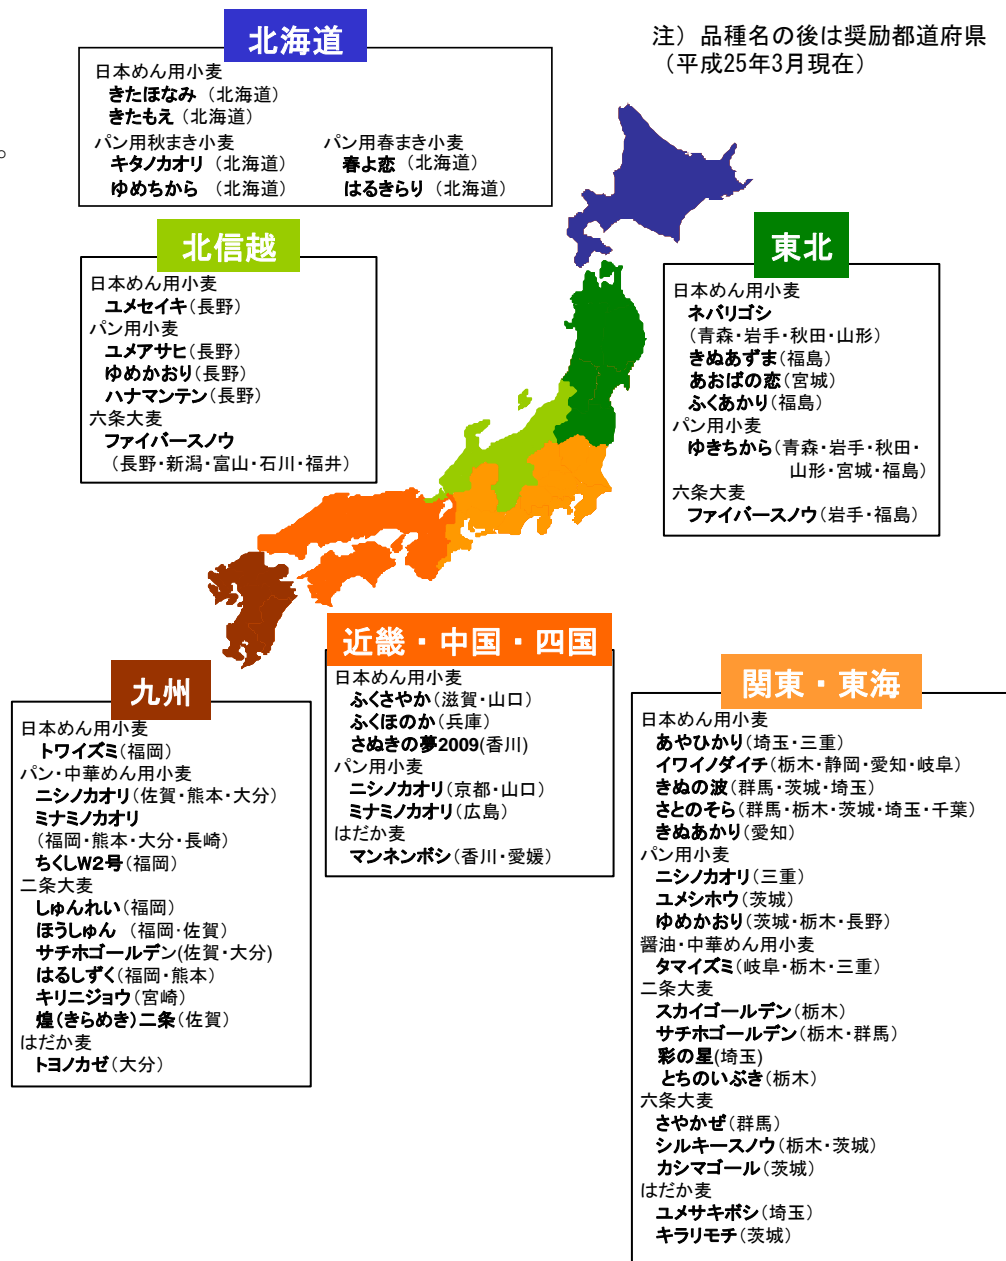 北海道
注）品種名の後は奨励都道府県
（平成25年3月現在）
日本めん用小麦
きたほなみ（北海道）
きたもえ（北海道）
パン用秋まき小麦
キタノカオリ（北海道）
ゆめちから（北海道）
パン用春まき小麦
春よ恋（北海道）
はるきらり（北海道）
。
北信越
日本めん用小麦
ユメセイキ（長野）
パン用小麦
ユメアサヒ（長野）
ゆめかおり（長野）
ハナマンテン（長野）
六条大麦
ファイバースノウ
（長野・新潟・富山・石川・福井）
東北
日本めん用小麦
ネバリゴシ
（青森・岩手・秋田・山形）
きぬあずま（福島）
あおばの恋（宮城）
ふくあかり（福島）
パン用小麦
ゆきちから（青森・岩手・秋田・
山形・宮城・福島）
六条大麦
ファイバースノウ（岩手・福島）
近畿・中国・四国
日本めん用小麦
ふくさやか（滋賀・山口）
ふくほのか（兵庫）
さぬきの夢2009(香川)
パン用小麦
ニシノカオリ（京都・山口）
ミナミノカオリ（広島）
はだか麦
マンネンボシ（香川・愛媛）
九州
日本めん用小麦
トワイズミ（福岡）
パン・中華めん用小麦
ニシノカオリ（佐賀・熊本・大分）
ミナミノカオリ
（福岡・熊本・大分・長崎）
ちくしW2号（福岡）
二条大麦
しゅんれい（福岡）
ほうしゅん（福岡・佐賀）
サチホゴールデン(佐賀・大分)
はるしずく（福岡・熊本）
キリニジョウ（宮崎）
煌（きらめき）二条（佐賀）
はだか麦
トヨノカゼ（大分）
関東・東海
日本めん用小麦
あやひかり（埼玉・三重）
イワイノダイチ（栃木・静岡・愛知・岐阜）
きぬの波（群馬・茨城・埼玉）
さとのそら（群馬・栃木・茨城・埼玉・千葉）
きぬあかり（愛知）
パン用小麦
ニシノカオリ（三重）
ユメシホウ（茨城）
ゆめかおり（茨城・栃木・長野）
醤油・中華めん用小麦
タマイズミ（岐阜・栃木・三重）
二条大麦
スカイゴールデン（栃木）
サチホゴールデン（栃木・群馬）
彩の星(埼玉)
とちのいぶき（栃木）
六条大麦
さやかぜ（群馬）
シルキースノウ（栃木・茨城）
カシマゴール（茨城）
はだか麦
ユメサキボシ（埼玉）
キラリモチ（茨城）